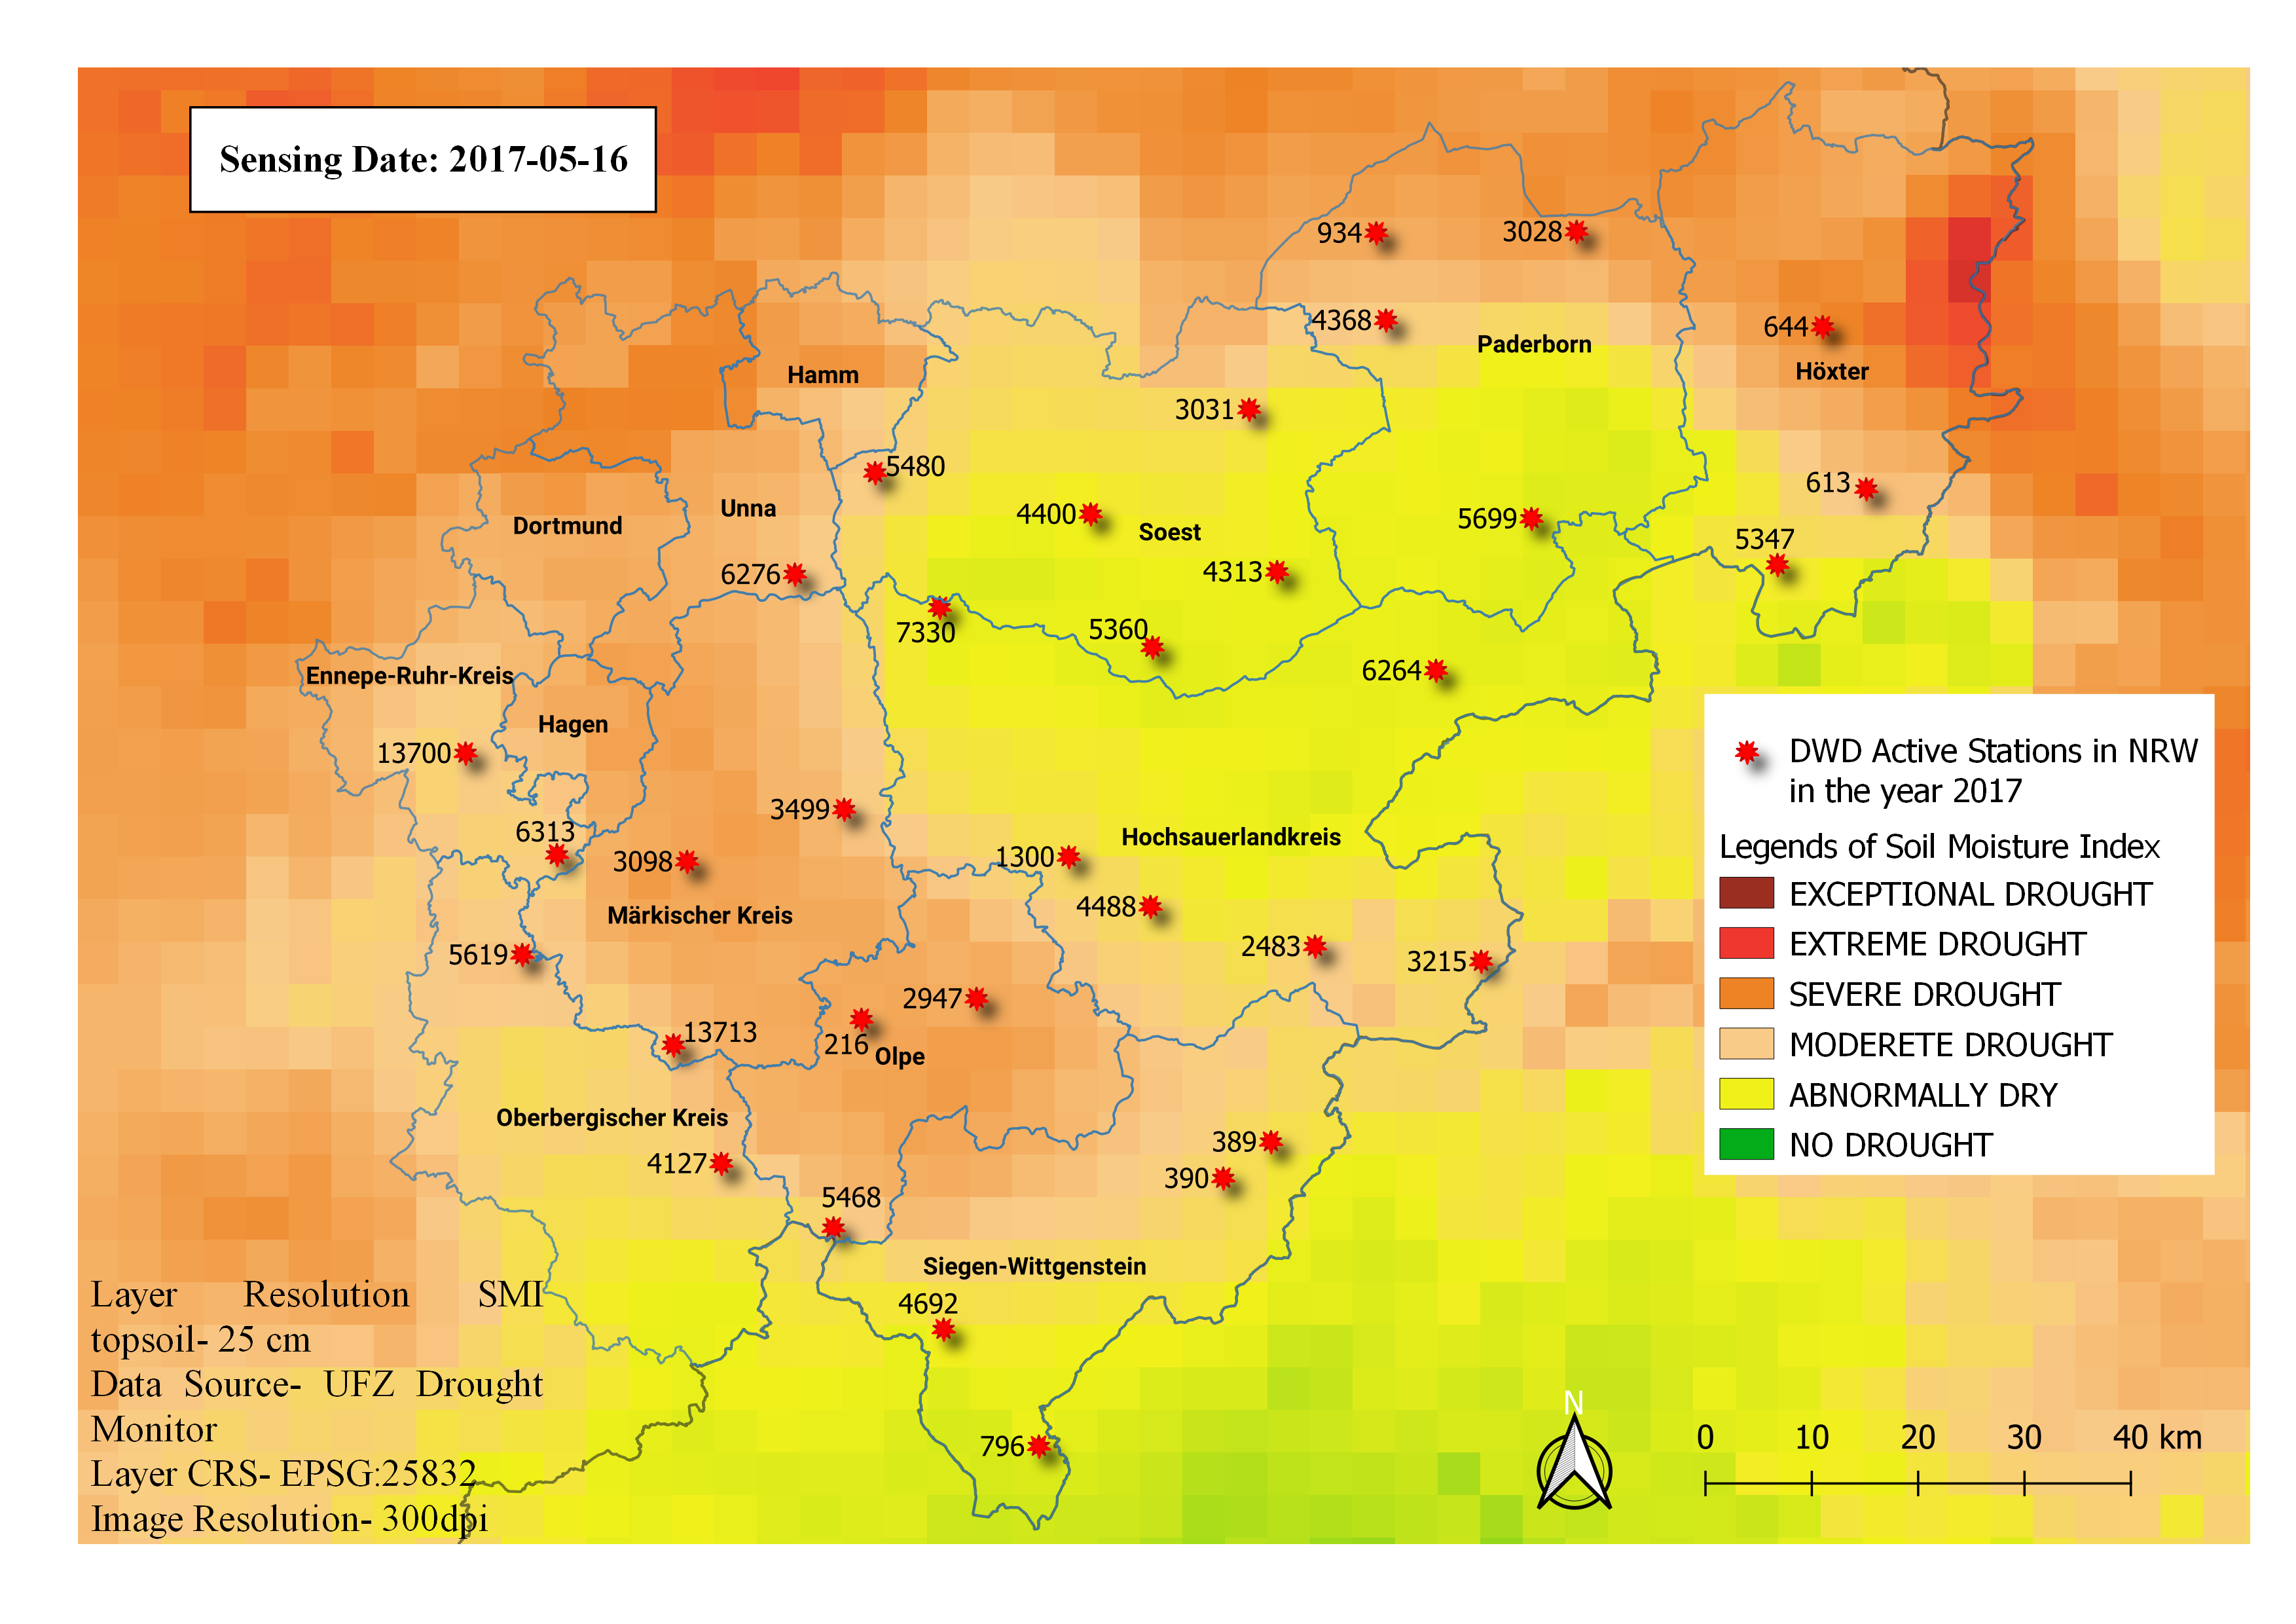 Sensing Date: 2017-05-16
934
3028
4368
Paderborn
644
Höxter
Hamm
3031
5480
613
Unna
4400
Soest
5699
Dortmund
5347
6276
4313
7330
5360
6264
Ennepe-Ruhr-Kreis
Hagen
13700
3499
6313
3098
1300
Hochsauerlandkreis
Märkischer Kreis
4488
5619
2483
3215
2947
13713
216
Olpe
Oberbergischer Kreis
4127
389
390
5468
Siegen-Wittgenstein
4692
796
DWD Active Stations in NRW
in the year 2017
Legends of Soil Moisture Index
EXCEPTIONAL DROUGHT
EXTREME DROUGHT
SEVERE DROUGHT
MODERETE DROUGHT
ABNORMALLY DRY
NO DROUGHT
Layer Resolution SMI
topsoil- 25 cm
Data Source- UFZ Drought
Monitor
Layer CRS- EPSG:25832
Image Resolution- 300dpi
N
0 10 20 30 40 km